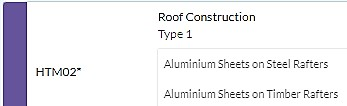 Roof Construction
Type 1
HTM02*
Aluminium Sheets on Steel Rafters
Aluminium Sheets on Timber Rafters